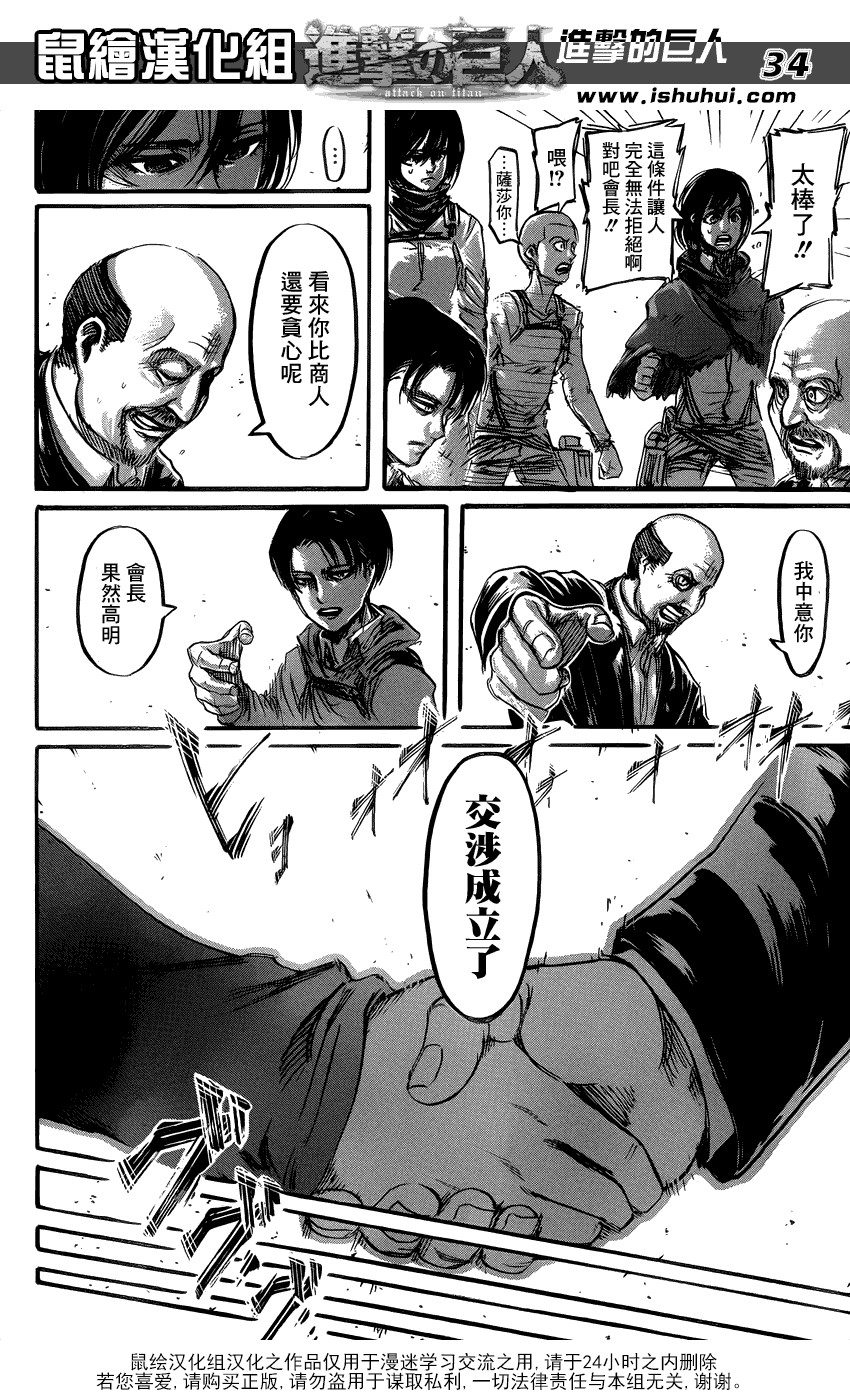 鼠繪漢化組
進撃の巨人
attack on titan
進擊的巨人
34
www.ishuhui.com
太棒了!!
這條件讓人
完全無法拒絕啊
對吧會長!!
喂!?
…薩莎你…
…
看來你比商人
還要貪心呢
我中意你
會長
果然高明
交涉成立了
鼠绘汉化组汉化之作品仅用于漫迷学习交流之用,请于24小时之内删除
若您喜爱,请购买正版,请勿用于谋取私利,一切法律责任与本组无关,谢谢。